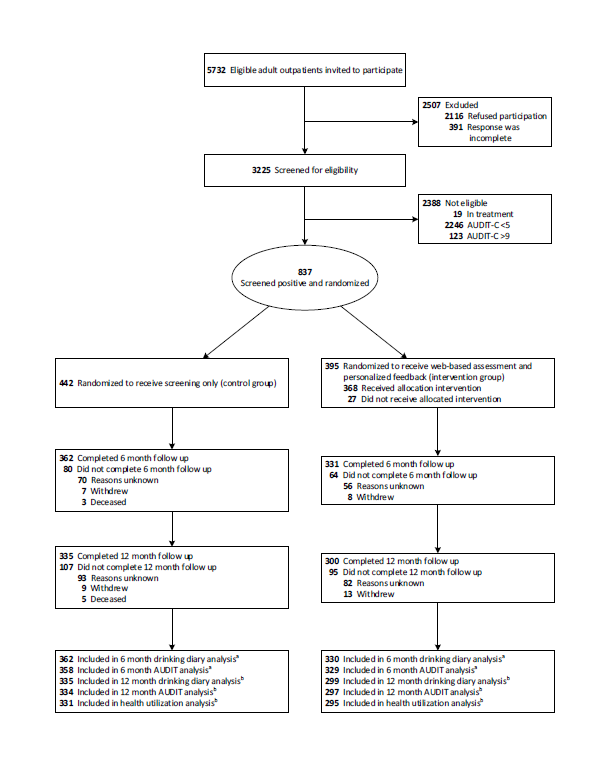 5732 Eligible adult outpatients invited to participate
2507 Excluded
2116 Refused participation
391 Response was
incomplete
3225 Screened for eligibility
2388 Not eligible
19 In treatment
2246 AUDIT-C <5
123 AUDIT-C >9
837
Screened positive and randomized
442 Randomized to receive screening only (control group)
395 Randomized to receive web-based assessment and
personalized feedback (intervention group)
368 Received allocation intervention
27 Did not receive allocated intervention
362 Completed 6 month follow up
80 Did not complete 6 month follow up
70 Reasons unknown
7 Withdrew
3 Deceased
331 Completed 6 month follow up
64 Did not complete 6 month follow up
56 Reasons unknown
8 Withdrew
335 Completed 12 month follow up
107 Did not complete 12 month follow up
93 Reasons unknown
9 Withdrew
5 Deceased
300 Completed 12 month follow up
95 Did not complete 12 month follow up
82 Reasons unknown
13 Withdrew
362 Included in 6 month drinking diary analysisᵃ
358 Included in 6 month AUDIT analysisᵃ
335 Included in 12 month drinking diary analysisᵇ
334 Included in 12 month AUDIT analysisᵇ
331 Included in health utilization analysisᵇ
330 Included in 6 month drinking diary analysisᵃ
329 Included in 6 month AUDIT analysisᵃ
299 Included in 12 month drinking diary analysisᵇ
297 Included in 12 month AUDIT analysisᵇ
295 Included in health utilization analysisᵇ